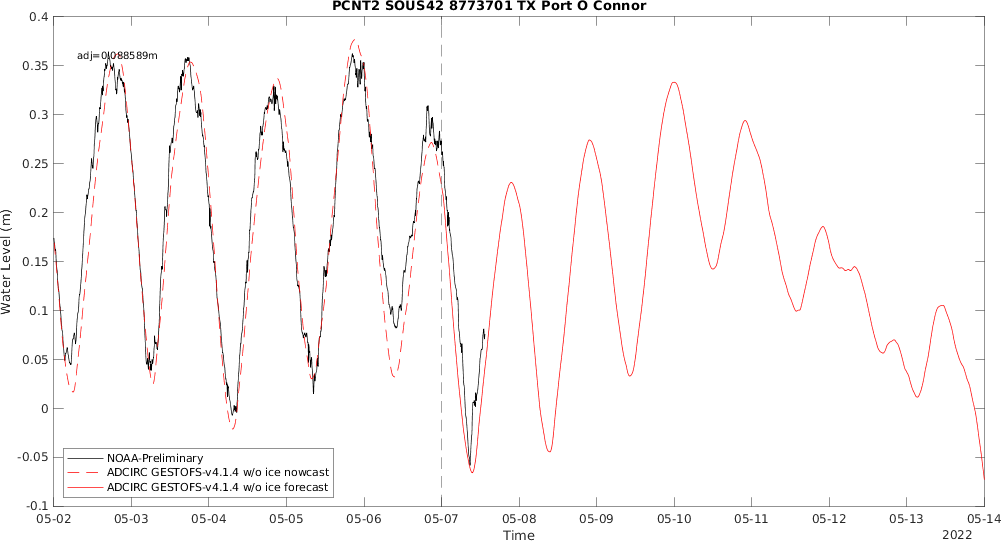 PCNT2 SOUS42 8773701 TX Port O Connor
0.4
adj=0.088589m
0.35
0.3
0.25
0.2
0.15
0.1
0.05
0
-0.05
-0.1
Water Level (m)
NOAA-Preliminary
ADCIRC GESTOFS-v4.1.4 w/o ice nowcast
ADCIRC GESTOFS-v4.1.4 w/o ice forecast
05-02 05-03 05-04 05-05 05-06 05-07 05-08 05-09 05-10 05-11 05-12 05-13 05-14
Time
2022